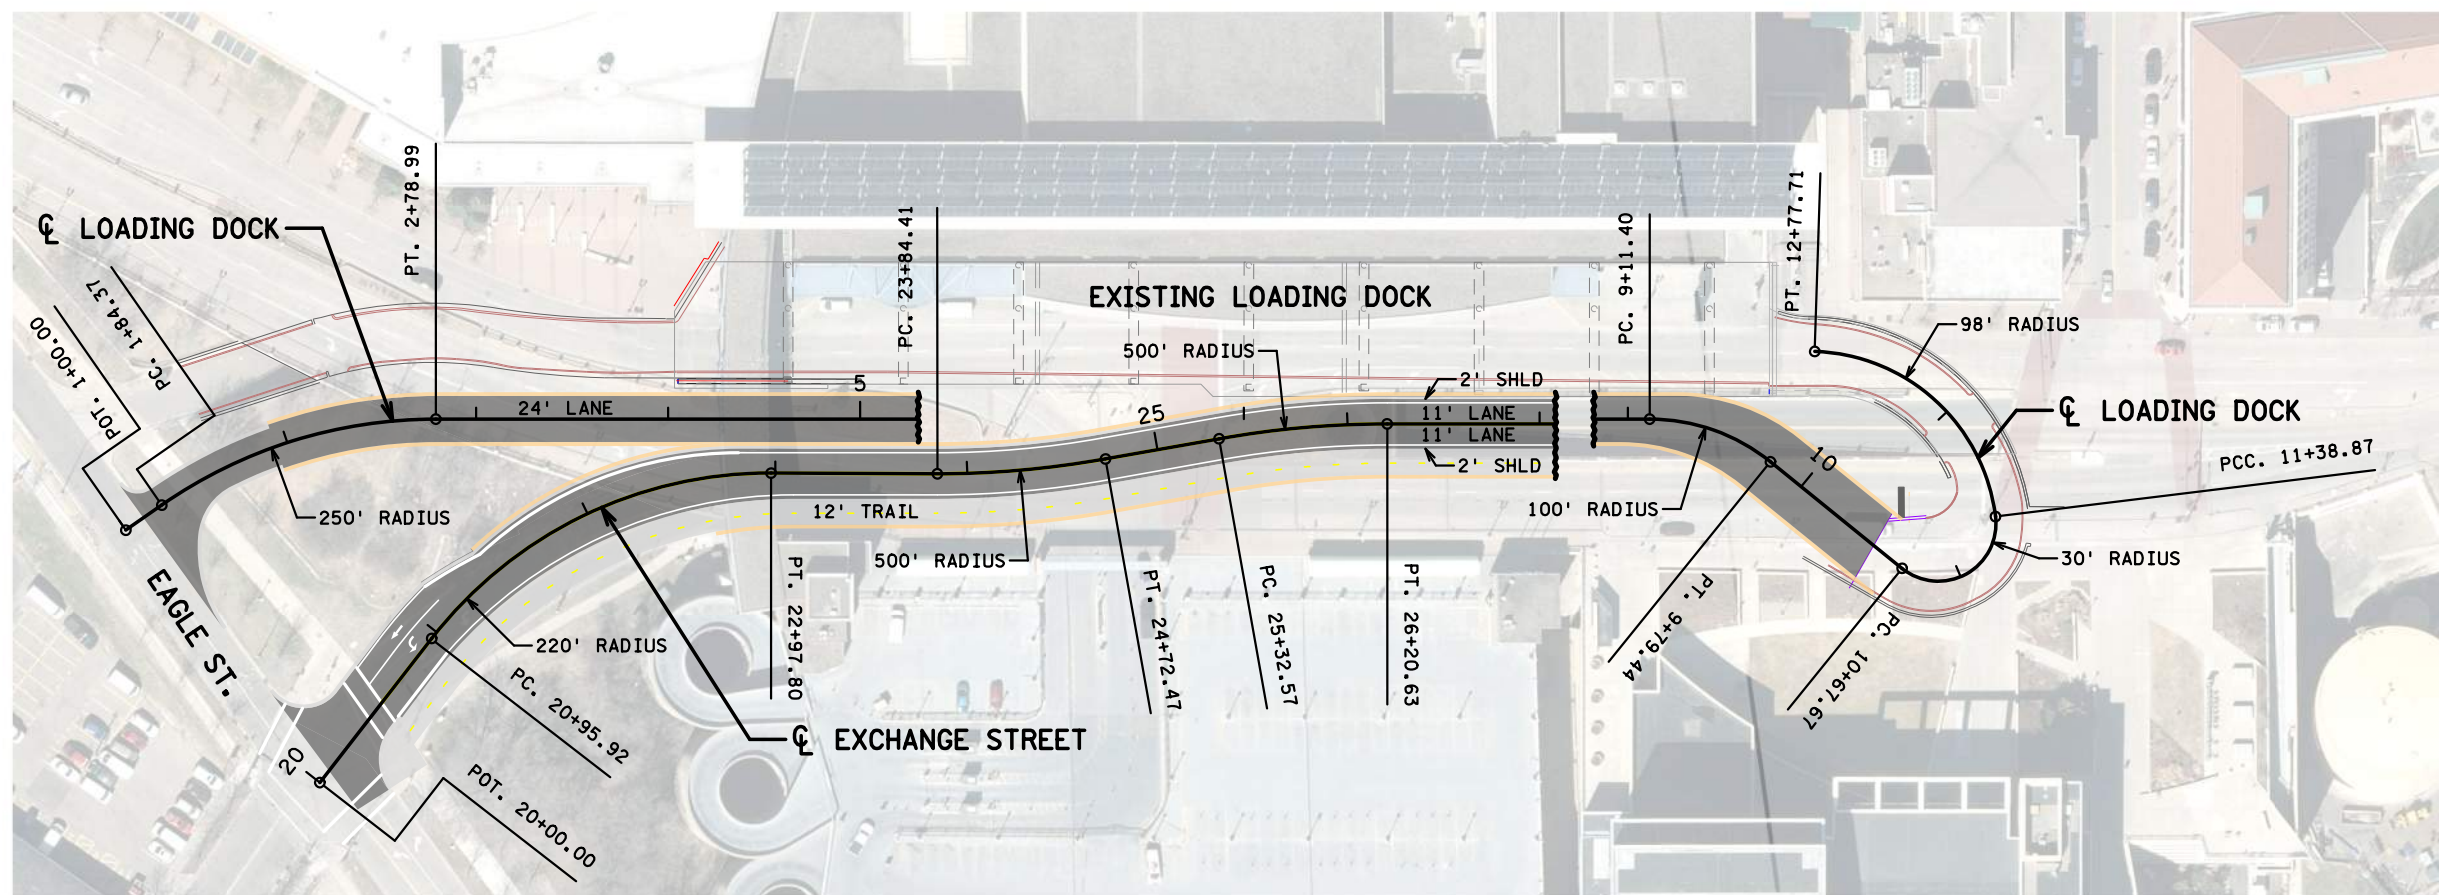 ℄ LOADING DOCK
PT. 2+78.99
PC. 1+84.37
POT. 1+00.00
PC. 23+84.41
EXISTING LOADING DOCK
500' RADIUS
PC. 9+11.40
PT. 12+77.71
98' RADIUS
℄ LOADING DOCK
PCC. 11+38.87
5
24' LANE
25
2' SHLD
11' LANE
11' LANE
2' SHLD
10
250' RADIUS
12' TRAIL
100' RADIUS
500' RADIUS
30' RADIUS
EAGLE ST.
220' RADIUS
PT. 22+97.80
PT. 24+72.47
PC. 25+32.57
PT. 26+20.63
PT. 9+79.44
PC. 10+67.67
PC. 20+95.92
℄ EXCHANGE STREET
20
POT. 20+00.00